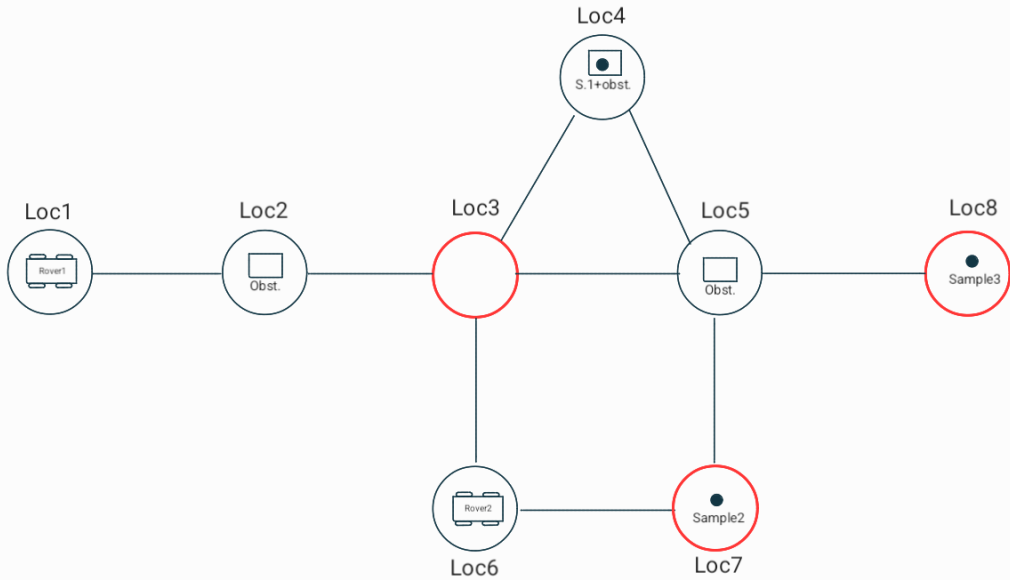 Loc4
S.1+obst.
Loc1
Loc2
Loc3
Loc5
Loc8
Rover1
Obst.
Obst.
Sample3
Rover2
Sample2
Loc6
Loc7